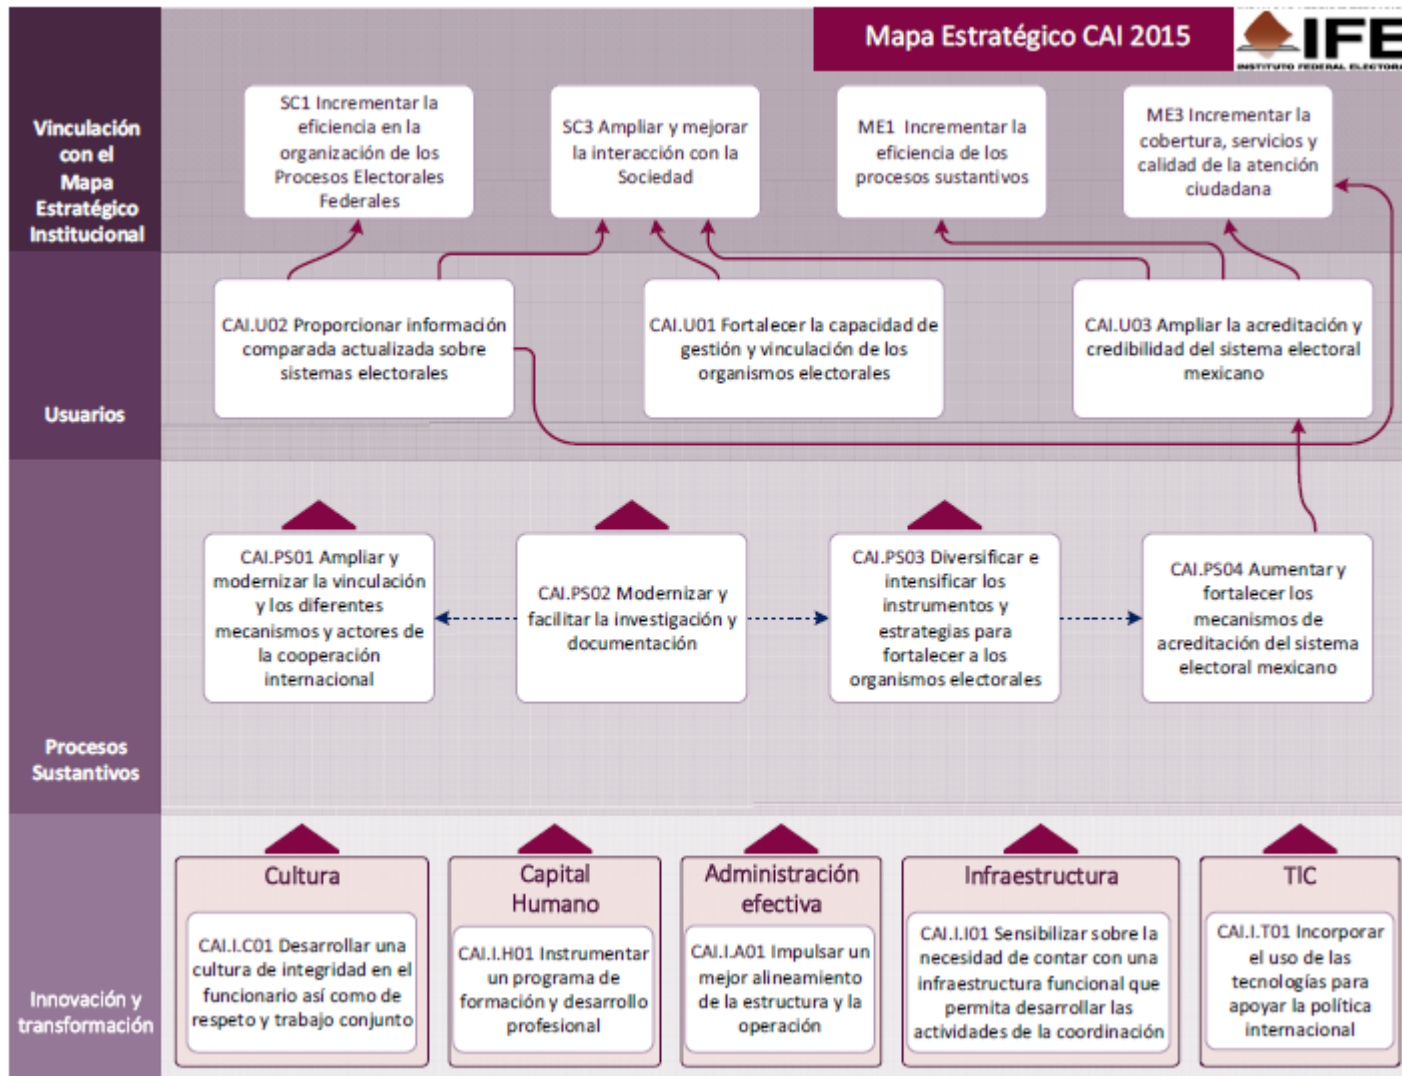 Mapa Estratégico CAI 2015
IFE
INSTITUTO FEDERAL ELECTORA
Vinculación
con el
Mapa
Estratégico
Institucional
SC1 Incrementar la
eficiencia en la
organización de los
Procesos Electorales
Federales
SC3 Ampliar y mejorar
la interacción con la
Sociedad
ME1 Incrementar la
eficiencia de los
procesos sustantivos
ME3 Incrementar la
cobertura, servicios y
calidad de la atención
ciudadana
Usuarios
CAI.U02 Proporcionar información
comparada actualizada sobre
sistemas electorales
CAI.U01 Fortalecer la capacidad de
gestión y vinculación de los
organismos electorales
CAI.U03 Ampliar la acreditación y
credibilidad del sistema electoral
mexicano
Procesos
Sustantivos
CAI.PS01 Ampliar y
modernizar la vinculación
y los diferentes
mecanismos y actores de
la cooperación
internacional
CAI.PS02 Modernizar y
facilitar la investigación y
documentación
CAI.PS03 Diversificar e
intensificar los
instrumentos y
estrategias para
fortalecer a los
organismos electorales
CAI.PS04 Aumentar y
fortalecer los
mecanismos de
acreditación del sistema
electoral mexicano
Innovación y
transformación
Cultura
CAI.I.C01 Desarrollar una
cultura de integridad en el
funcionario así como de
respeto y trabajo conjunto
Capital
Humano
CAI.I.H01 Instrumentar
un programa de
formación y desarrollo
profesional
Administración
efectiva
CAI.I.A01 Impulsar un
mejor alineamiento
de la estructura y la
operación
Infraestructura
CAI.I.I01 Sensibilizar sobre la
necesidad de contar con una
infraestructura funcional que
permita desarrollar las
actividades de la coordinación
TIC
CAI.I.T01 Incorporar
el uso de las
tecnologías para
apoyar la política
internacional